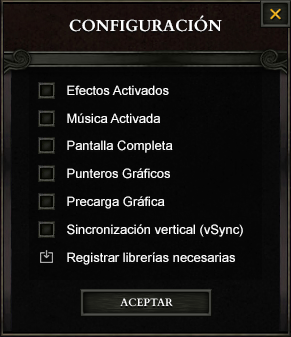 CONFIGURACIÓN
Efectos Activados
Música Activada
Pantalla Completa
Punteros Gráficos
Precarga Gráfica
Sincronización vertical (vSync)
Registrar librerías necesarias
ACEPTAR